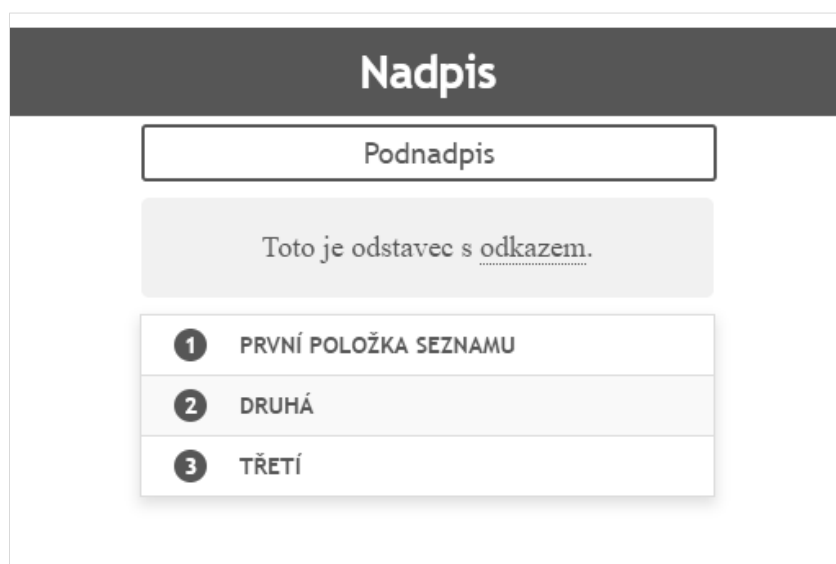 Nadpis
Podnadpis
Toto je odstavec s odkazem.
1 PRVNÍ POLOŽKA SEZNAMU
2 DRUHÁ
3 TŘETÍ